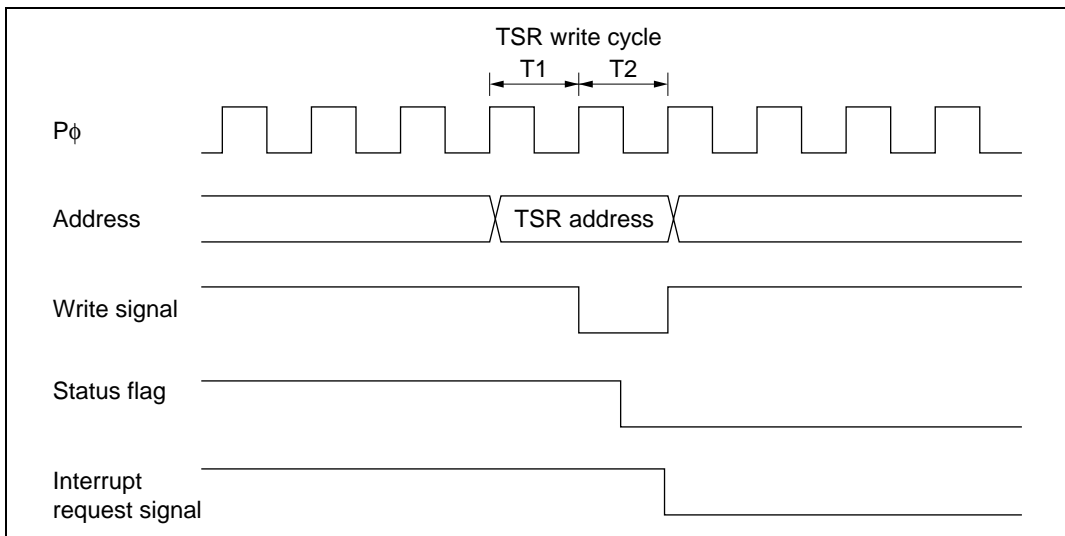 TSR write cycle
T1 T2
Pϕ
Address
TSR address
Write signal
Status flag
Interrupt
request signal